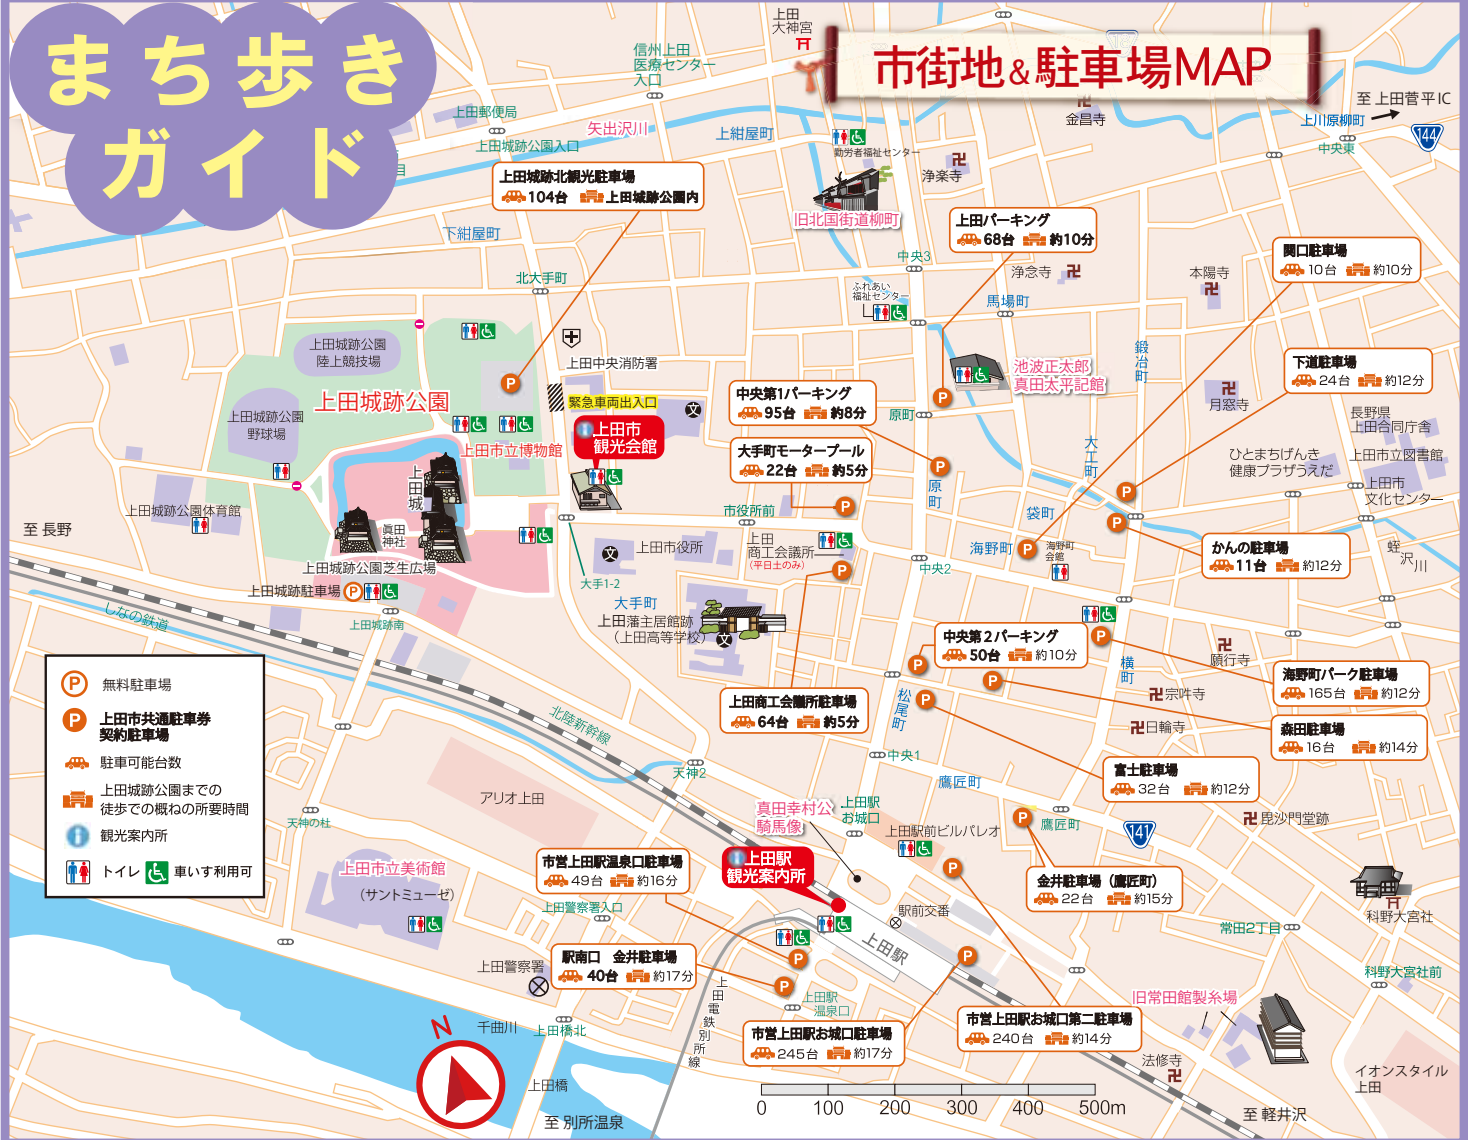 まち歩き
ガイド
市街地&駐車場MAP
上田
大神宮
信州上田
医療センター
入口
上田郵便局
矢出沢川
上田城跡公園入口
上紺屋町
勤労者福祉センター
金昌寺
至 上田菅平IC
上川原柳町
144
中央東
浄楽寺
旧北国街道柳町
上田城跡北観光駐車場
104台 上田城跡公園内
下紺屋町
北大手町
中央3
上田パーキング
68台 約10分
浄念寺
馬場町
本陽寺
関口駐車場
10台 約10分
ふれあい
福祉センター
鍛冶町
上田城跡公園
陸上競技場
上田中央消防署
緊急車両出入口
池波正太郎
真田太平記館
下道駐車場
24台 約12分
月窓寺
上田城跡公園
上田城跡公園
野球場
上田市立博物館
上田市
観光会館
文
中央第1パーキング
95台 約8分
原町
大手町モータープール
22台 約5分
原町
大工町
長野県
上田合同庁舎
ひとまちげんき
健康プラザうえだ
上田市立図書館
上田市
文化センター
上田城
眞田
神社
上田城跡公園体育館
至 長野
市役所前
袋町
海野町
海野町
会館
かんの駐車場
11台 約12分
蛭沢川
上田城跡公園芝生広場
上田城跡駐車場
文
上田市役所
上田
商工会議所
(平日土のみ)
中央2
大手1-2
大手町
上田藩主居館跡
(上田高等学校)
文
しなの鉄道
上田城跡南
中央第2パーキング
50台 約10分
横町
願行寺
海野町パーク駐車場
165台 約12分
宗吽寺
日輪寺
森田駐車場
16台 約14分
上田商工会議所駐車場
64台 約5分
松尾町
P 無料駐車場
P 上田市共通駐車券
契約駐車場
駐車可能台数
上田城跡公園までの
徒歩での概ねの所要時間
観光案内所
トイレ 車いす利用可
北陸新幹線
天神2
中央1
鷹匠町
富士駐車場
32台 約12分
アリオ上田
天神の杜
真田幸村公
騎馬像
上田駅
お城口
上田駅前ビルパレオ
鷹匠町
141
毘沙門堂跡
上田市立美術館
(サントミューゼ)
市営上田駅温泉口駐車場
49台 約16分
上田駅
観光案内所
金井駐車場(鷹匠町)
22台 約15分
科野大宮社
上田警察署入口
駅前交番
常田2丁目
上田警察署
駅南口 金井駐車場
40台 約17分
上田駅
科野大宮社前
旧常田館製糸場
上田駅
温泉口
上田電鉄別所線
N
千曲川
上田橋北
市営上田駅お城口駐車場
245台 約17分
市営上田駅お城口第二駐車場
240台 約14分
法修寺
イオンスタイル
上田
上田橋
至 別所温泉
0 100 200 300 400 500m
至 軽井沢